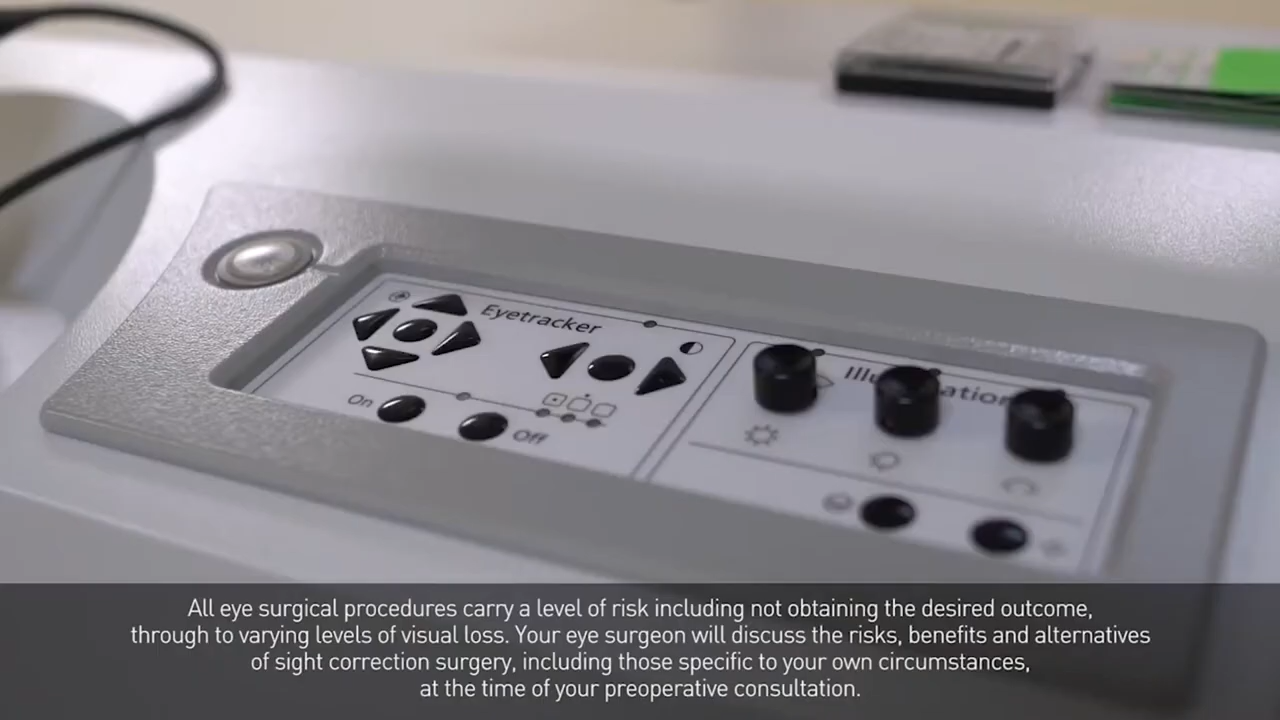 Eyetracker
On
Off
All eye surgical procedures carry a level of risk including not obtaining the desired outcome,
through to varying levels of visual loss. Your eye surgeon will discuss the risks, benefits and alternatives
of sight correction surgery, including those specific to your own circumstances,
at the time of your preoperative consultation.